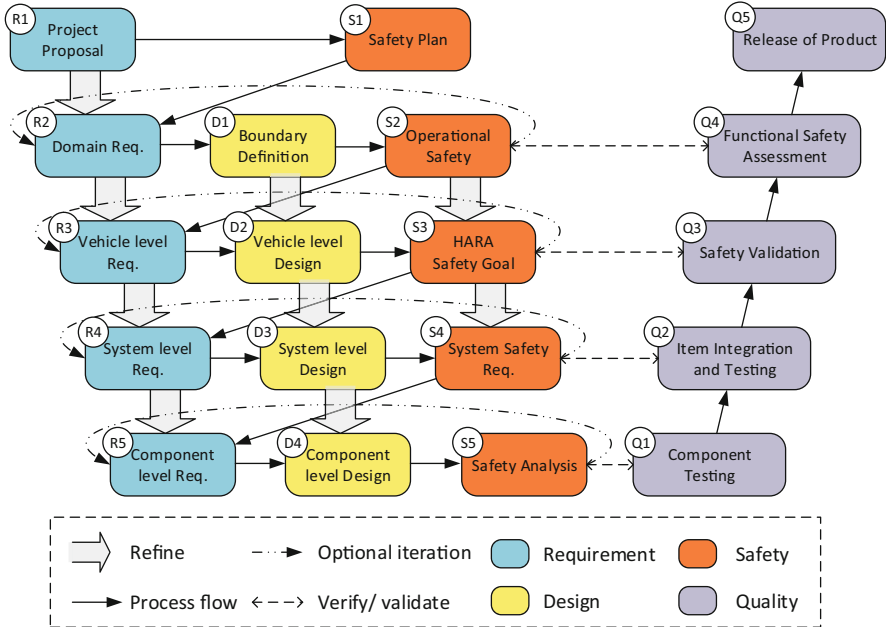 R1
Project
Proposal
S1
Safety Plan
Q5
Release of Product
R2
Domain Req.
D1
Boundary
Definition
S2
Operational
Safety
Q4
Functional Safety
Assessment
R3
Vehicle level
Req.
D2
Vehicle level
Design
S3
HARA
Safety Goal
Q3
Safety Validation
R4
System level
Req.
D3
System level
Design
S4
System Safety
Req.
Q2
Item Integration
and Testing
R5
Component
level Req.
D4
Component
level Design
S5
Safety Analysis
Q1
Component
Testing
Refine
Optional iteration
Requirement
Safety
Process flow
Verify/ validate
Design
Quality